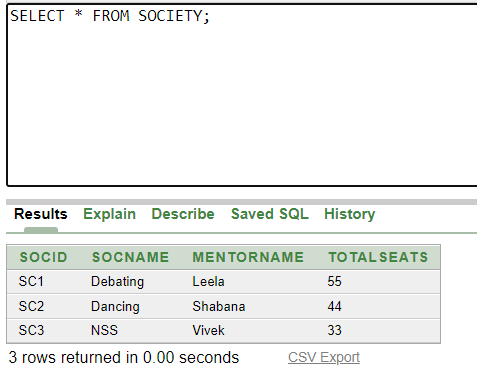 SELECT * FROM SOCIETY;
Results Explain Describe Saved SQL History
SOCID SOCNAME MENTORNAME TOTALSEATS
SC1 Debating Leela 55
SC2 Dancing Shabana 44
SC3 NSS Vivek 33
3 rows returned in 0.00 seconds CSV Export